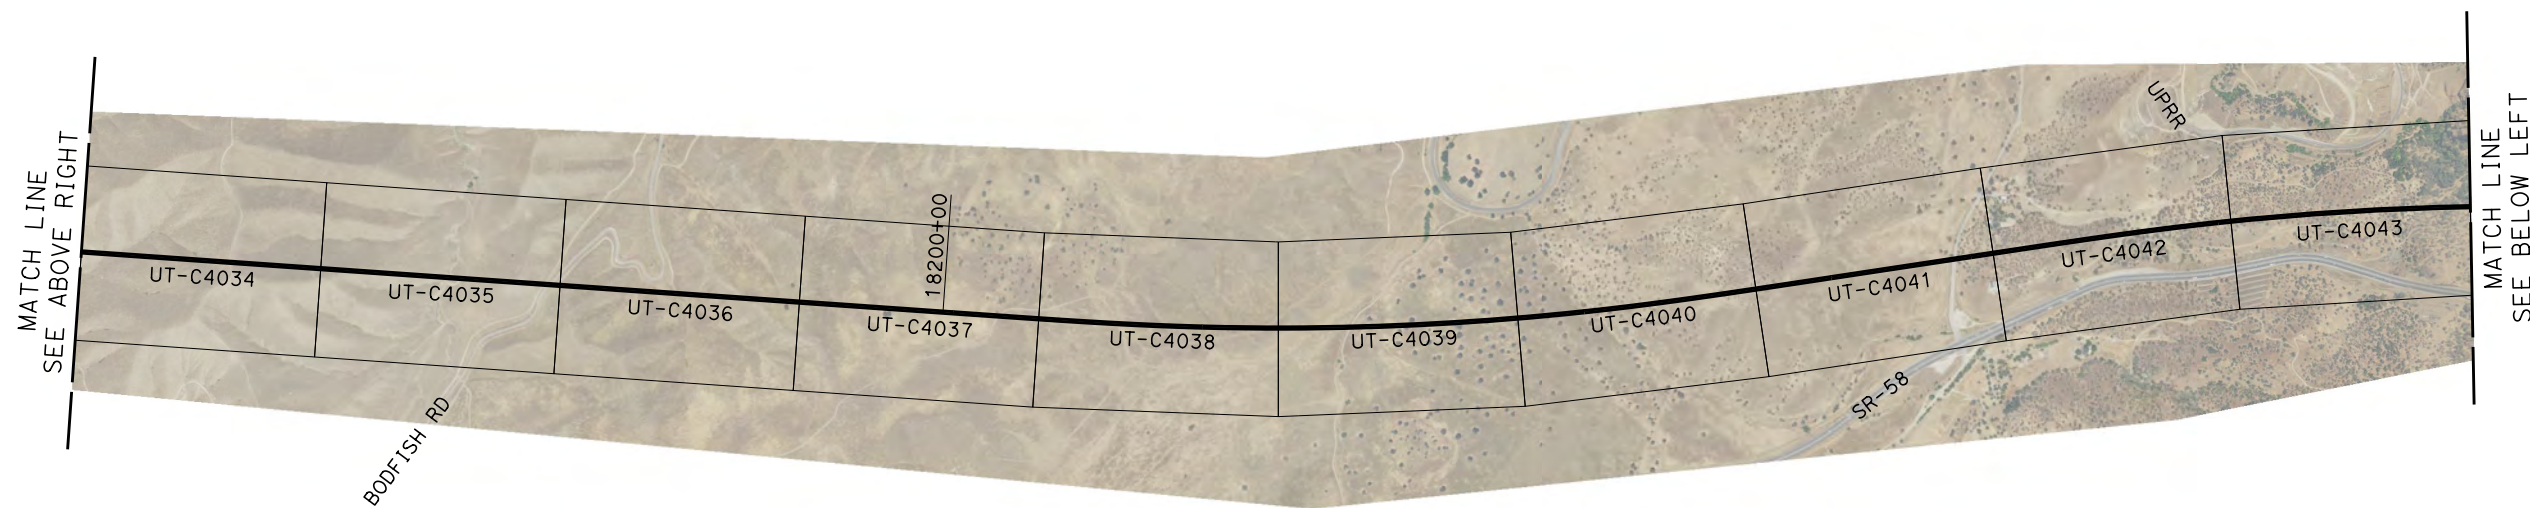 MATCH LINE
SEE ABOVE RIGHT
UT-C4034
UT-C4035
UT-C4036
UT-C4037
UT-C4038
UT-C4039
UT-C4040
UT-C4041
UT-C4042
UT-C4043
18200+00
BODFISH RD
SR-58
UPRR
MATCH LINE
SEE BELOW LEFT